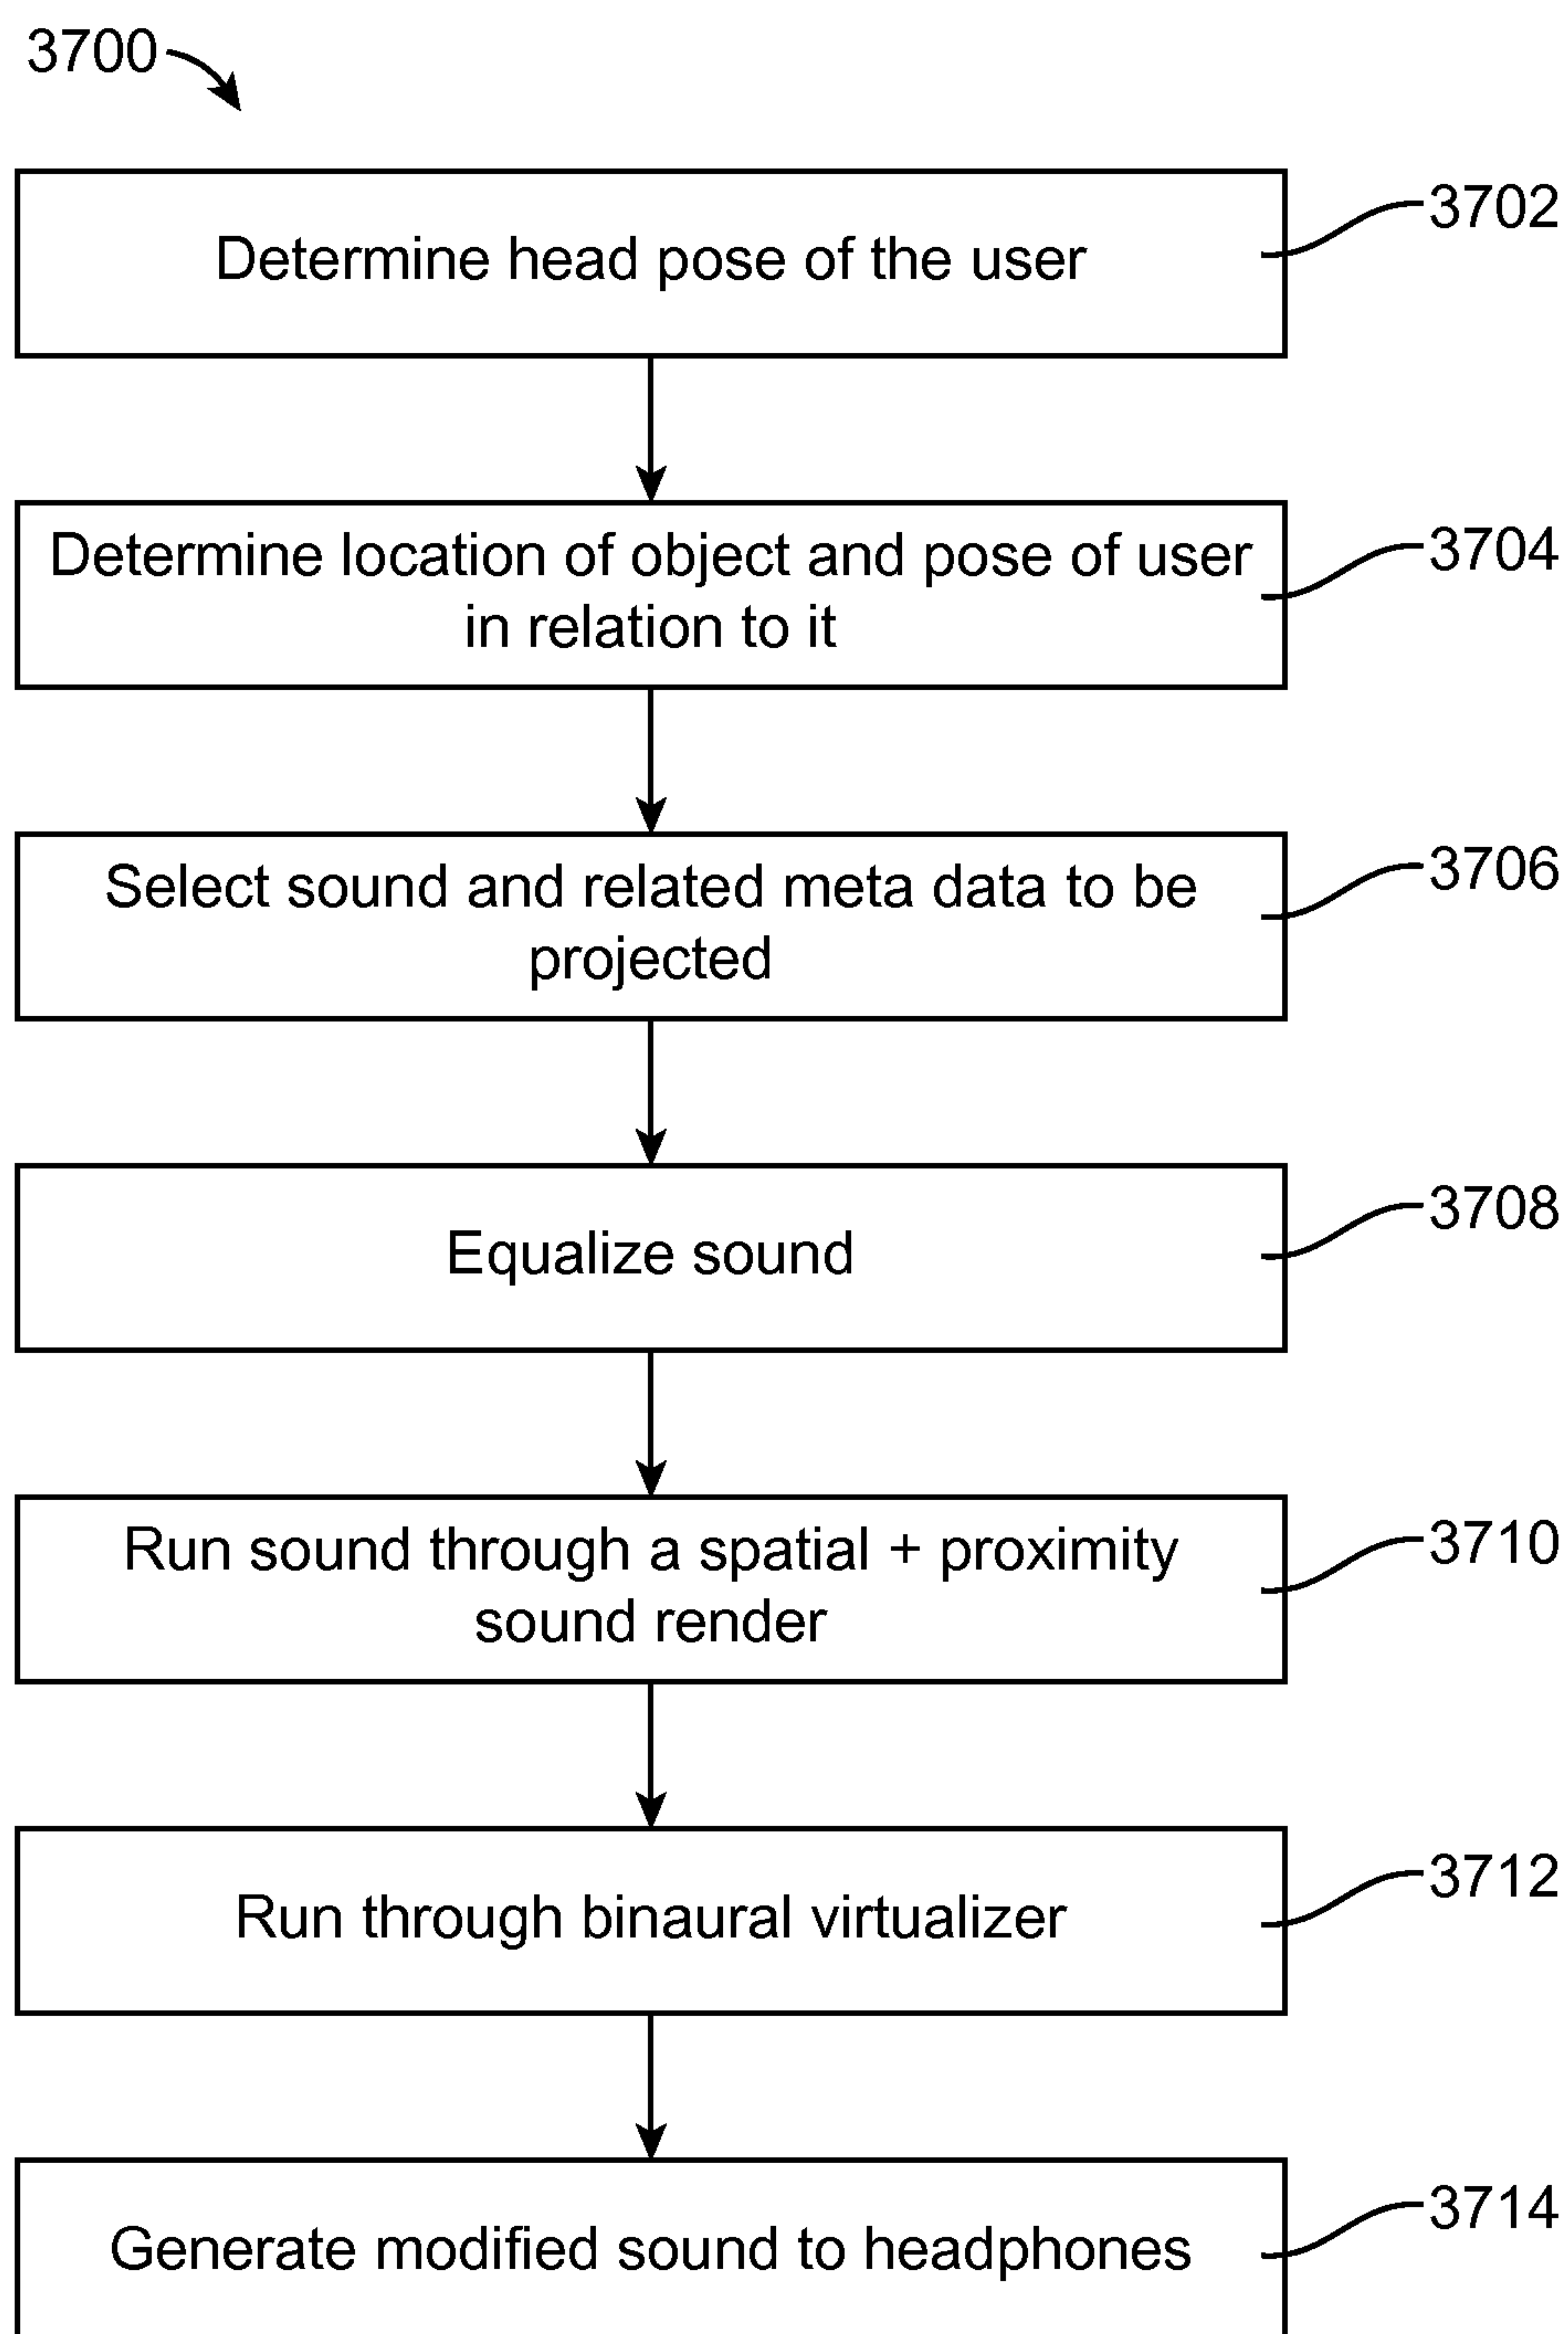 3700
Determine head pose of the user
3702
Determine location of object and pose of user
in relation to it
3704
Select sound and related meta data to be
projected
3706
Equalize sound
3708
Run sound through a spatial + proximity
sound render
3710
Run through binaural virtualizer
3712
Generate modified sound to headphones
3714